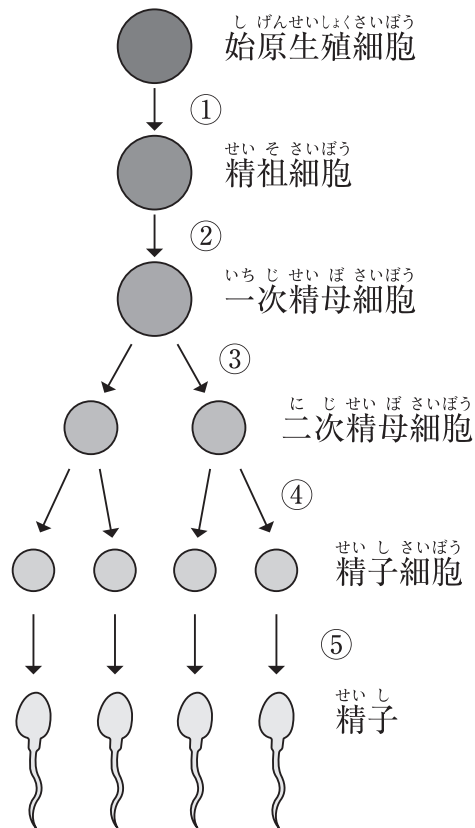 しげんせいしょくさいぼう
始原生殖細胞
①
せいそさいぼう
精祖細胞
②
いちじせいぼさいぼう
一次精母細胞
③
にじせいぼさいぼう
二次精母細胞
④
せいしさいぼう
精子細胞
⑤
せいし
精子